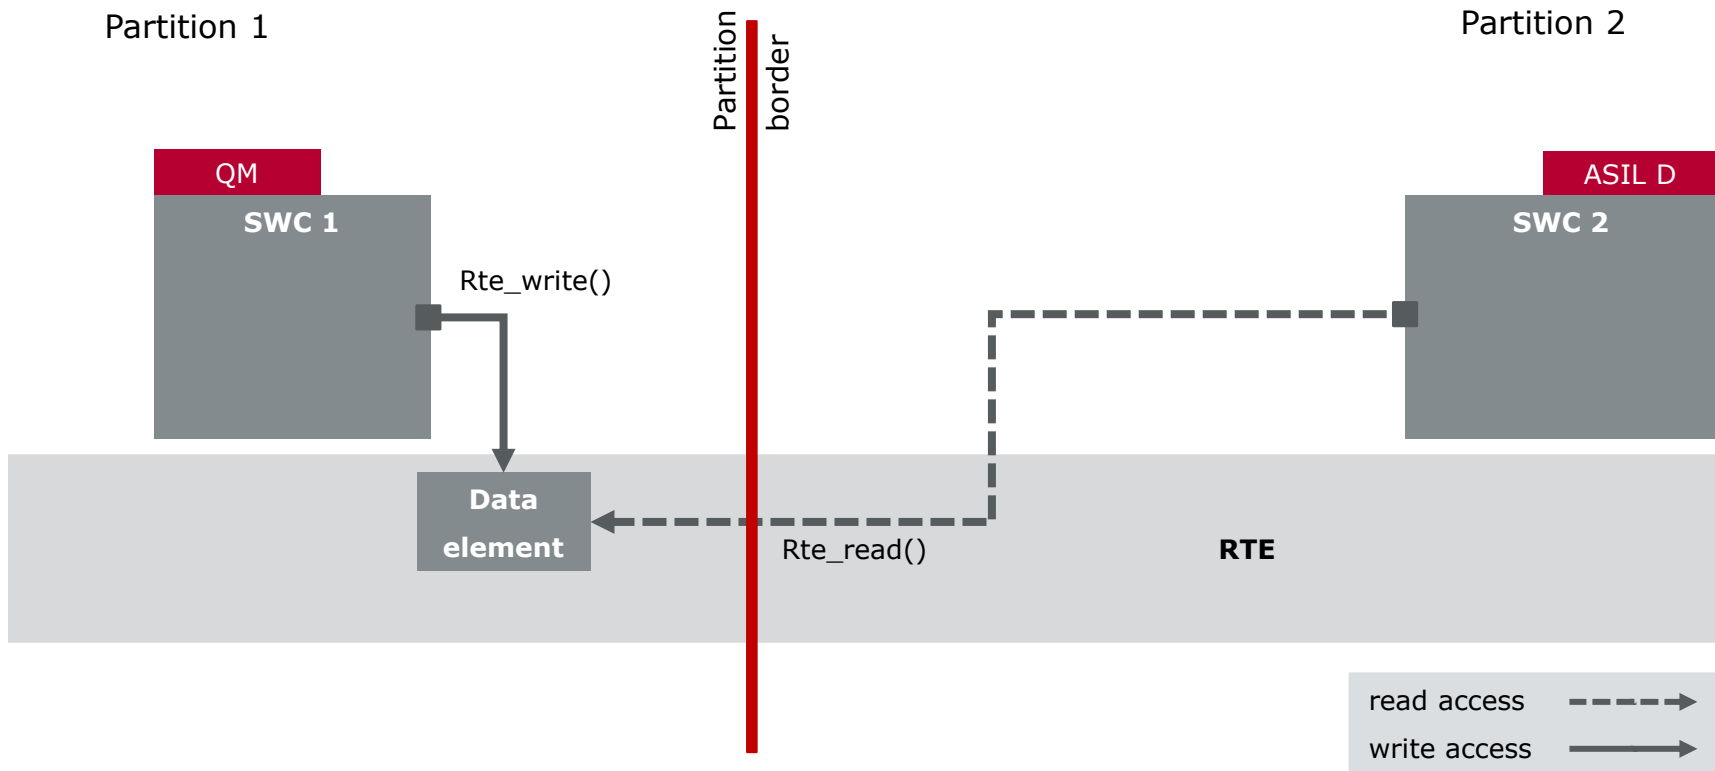 Partition 1
Partition 2
Partition
border
QM
ASIL D
SWC 1
SWC 2
Rte_write()
Data
element
Rte_read()
RTE
read access
write access